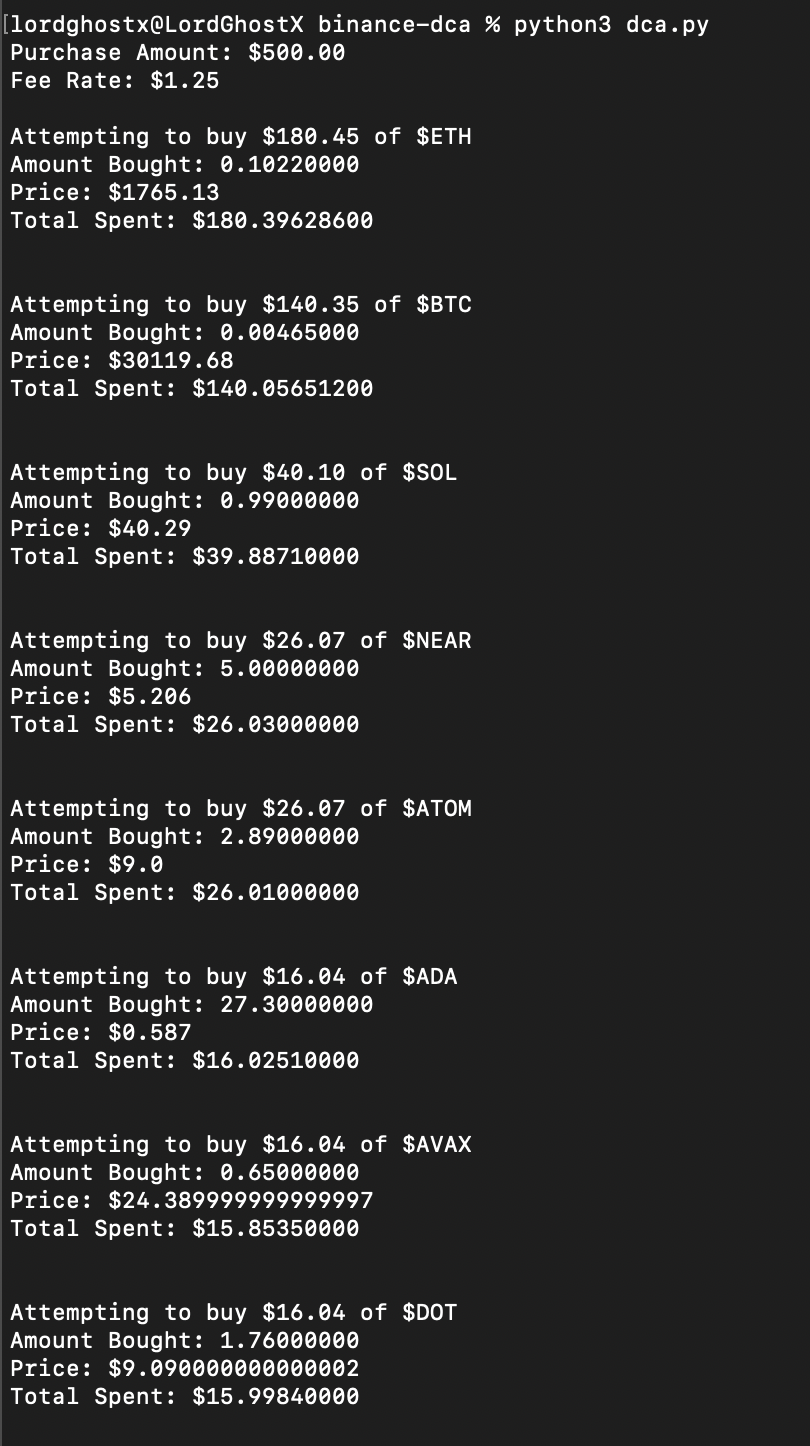 [lordghostx@LordGhostX binance-dca % python3 dca.py
Purchase Amount: $500.00
Fee Rate: $1.25
Attempting to buy $180.45 of $ETH
Amount Bought: 0.10220000
Price: $1765.13
Total Spent: $180.39628600
Attempting to buy $140.35 of $BTC
Amount Bought: 0.00465000
Price: $30119.68
Total Spent: $140.05651200
Attempting to buy $40.10 of $SOL
Amount Bought: 0.99000000
Price: $40.29
Total Spent: $39.88710000
Attempting to buy $26.07 of $NEAR
Amount Bought: 5.00000000
Price: $5.206
Total Spent: $26.03000000
Attempting to buy $26.07 of $ATOM
Amount Bought: 2.89000000
Price: $9.0
Total Spent: $26.01000000
Attempting to buy $16.04 of $ADA
Amount Bought: 27.30000000
Price: $0.587
Total Spent: $16.02510000
Attempting to buy $16.04 of $AVAX
Amount Bought: 0.65000000
Price: $24.389999999999997
Total Spent: $15.85350000
Attempting to buy $16.04 of $DOT
Amount Bought: 1.76000000
Price: $9.090000000000002
Total Spent: $15.99840000